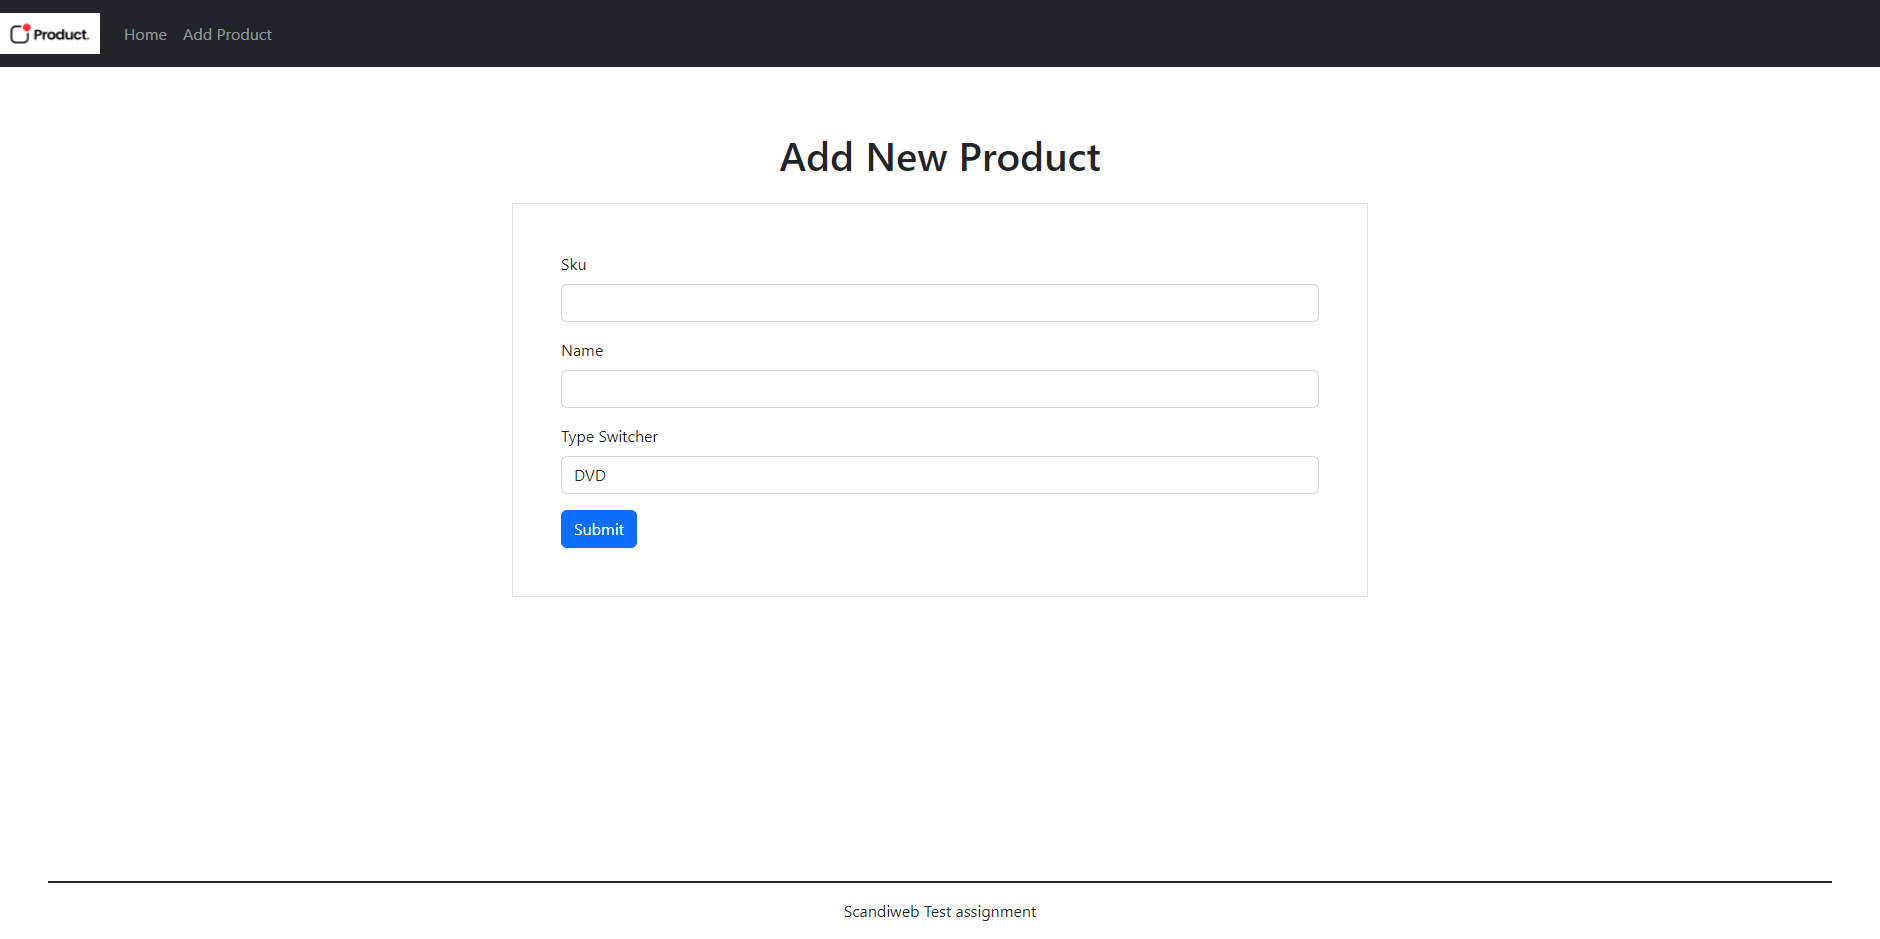 Product.
Home
Add Product
Add New Product
Sku
Name
Type Switcher
DVD
Submit
Scandiweb Test assignment